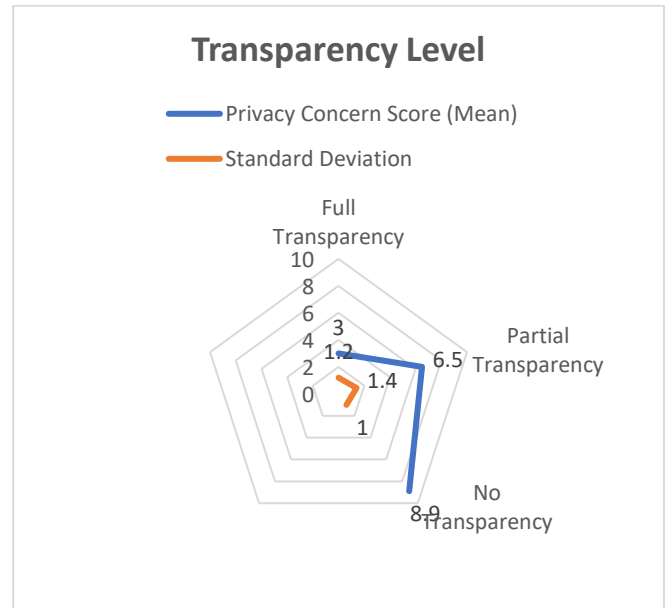 Transparency Level
Privacy Concern Score (Mean)
Standard Deviation
Full
Transparency
10
8
6
4
2
0
3
1.2
Partial
Transparency
6.5
1.4
1
No
Transparency
8.9